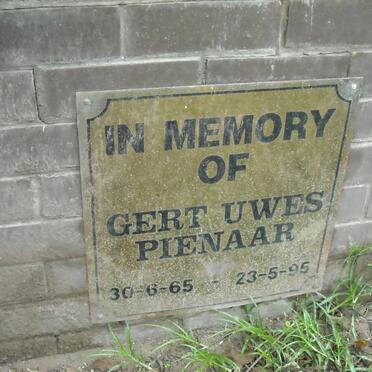 IN MEMORY
OF
GERT UWES
PIENAAR
30-6-65 - 23-5-95